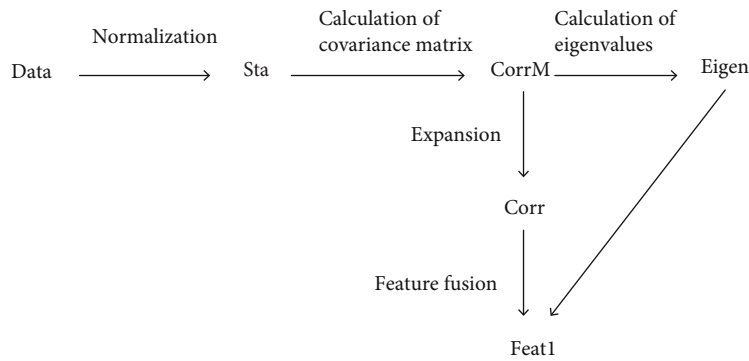 Calculation of
covariance matrix
Calculation of
eigenvalues
Normalization
Data
Sta
CorrM
Eigen
Expansion
Corr
Feature fusion
Feat1